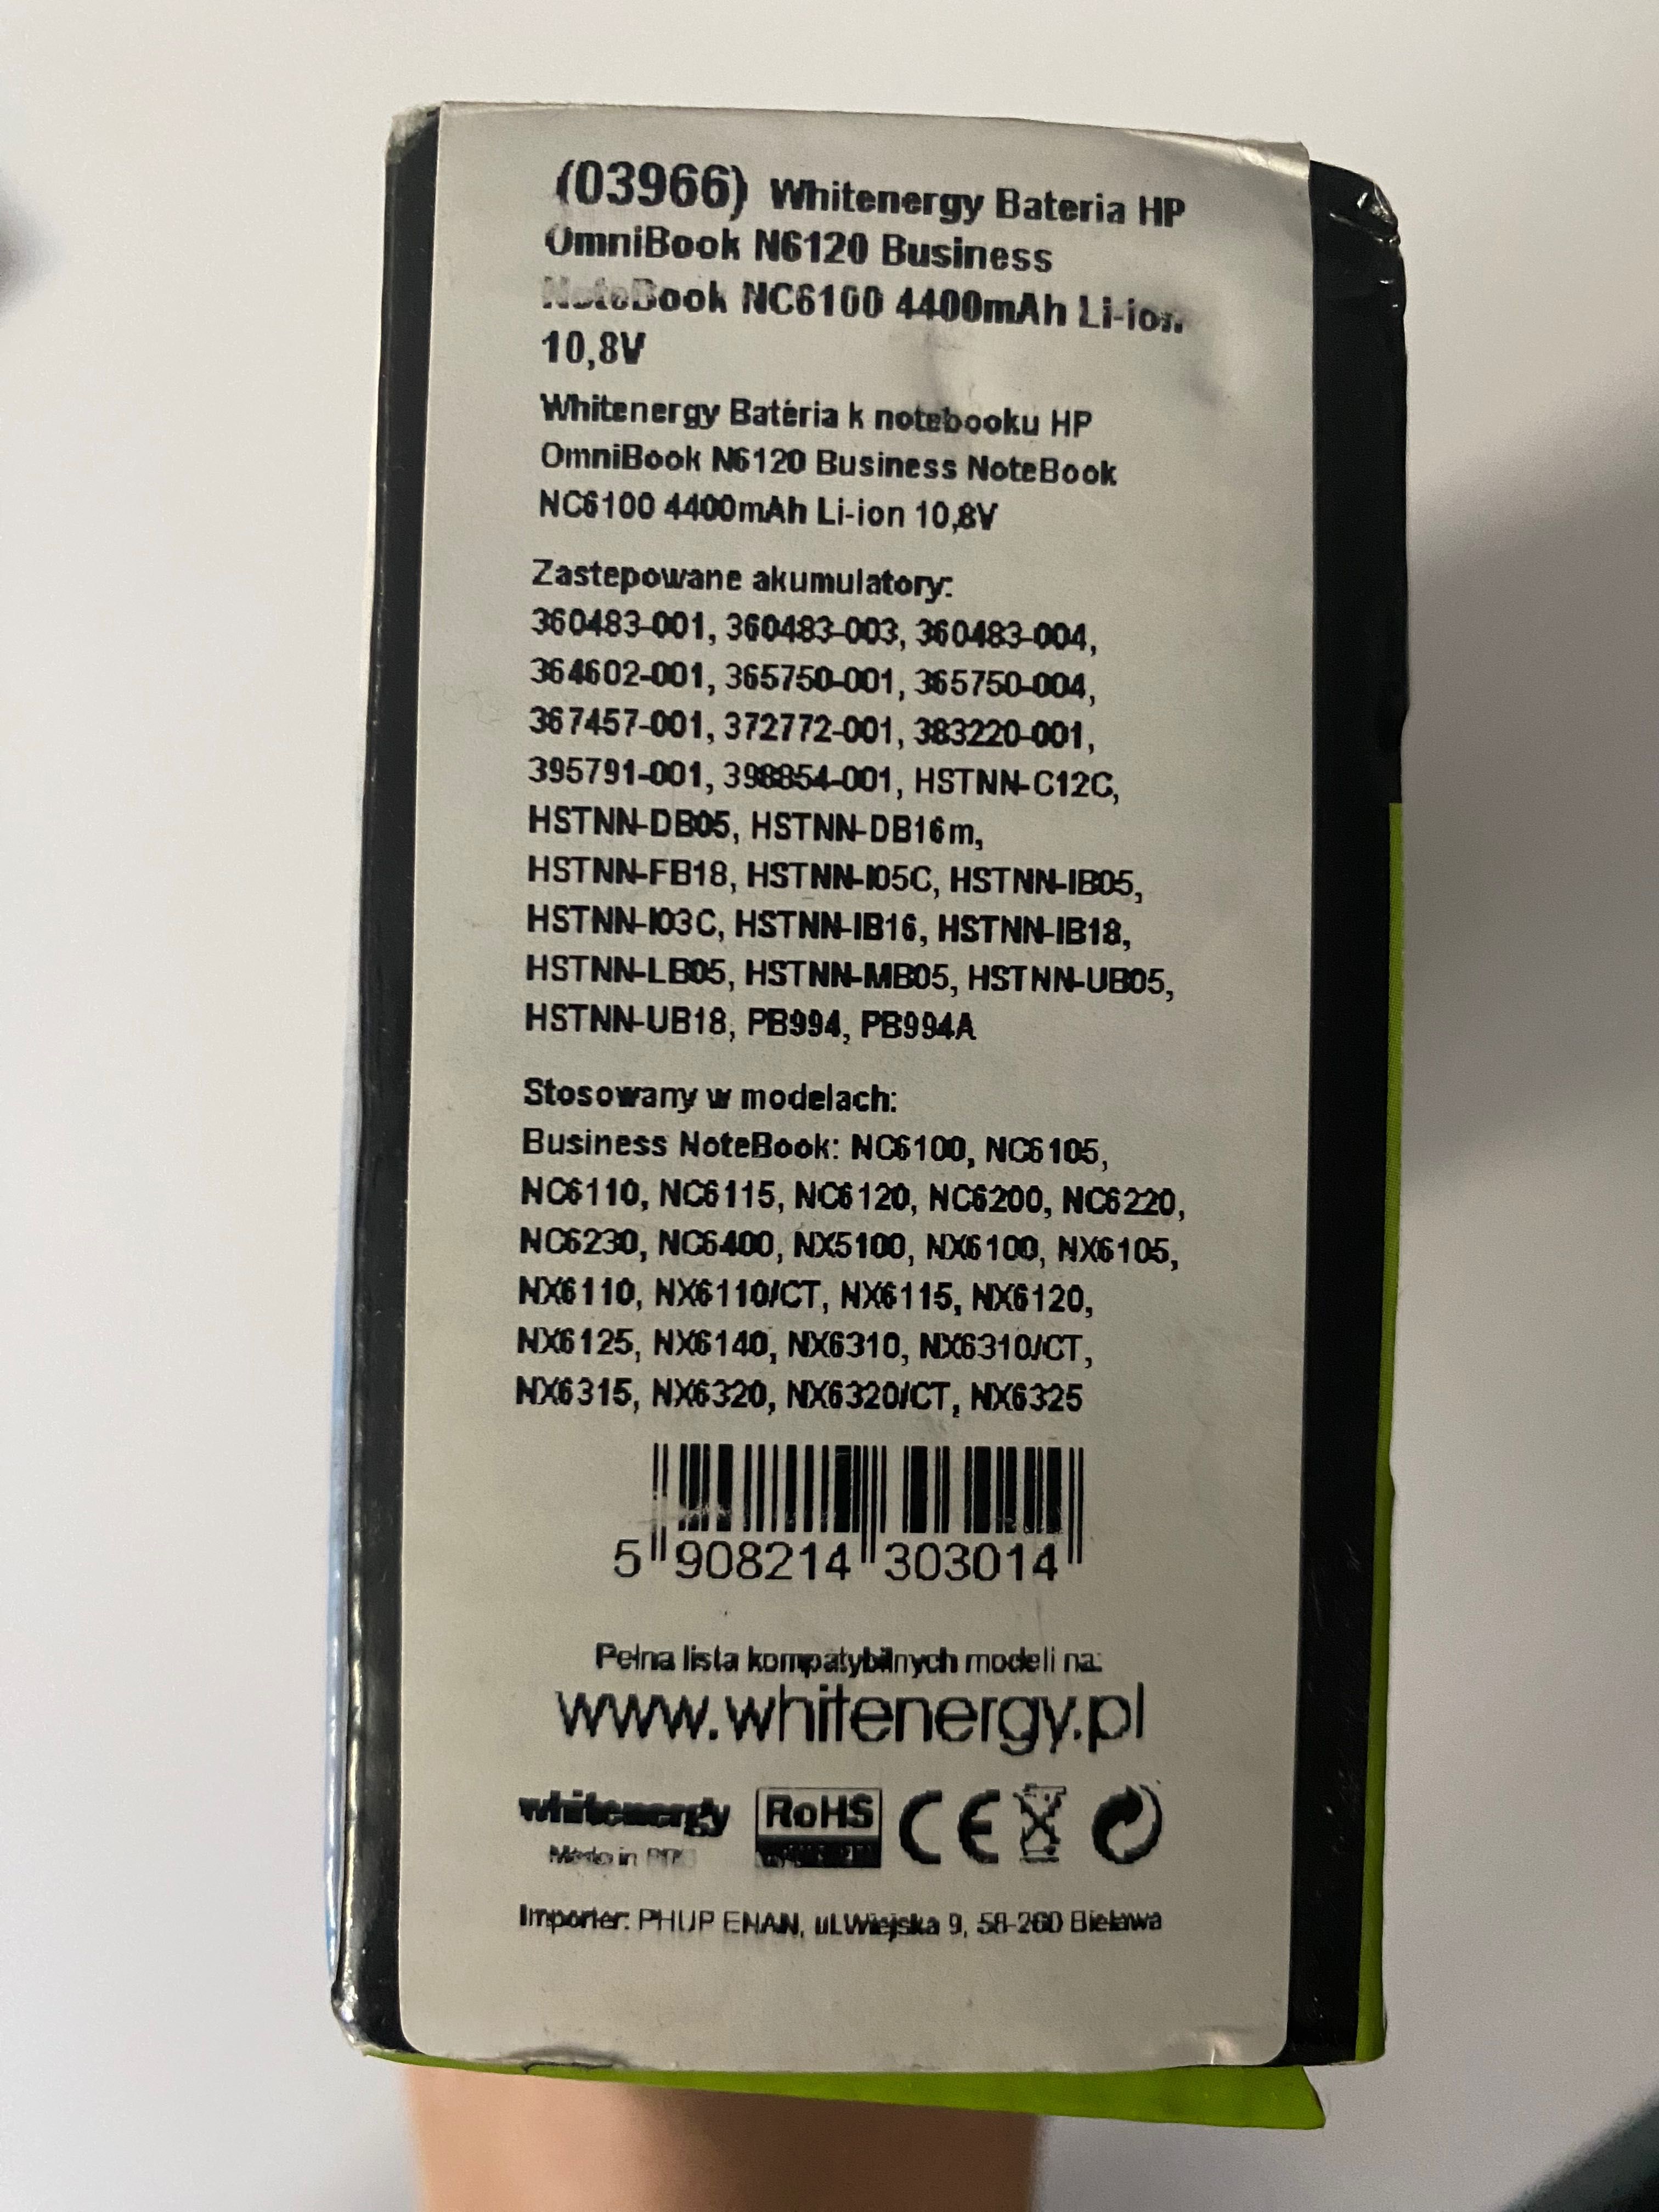 (03966) Whitenergy Bateria HP
OmniBook N6120 Business
NoteBook NC6100 4400mAh Li-ion
10,8V
Whitenergy Batéria k notebooku HP
OmniBook N6120 Business NoteBook
NC6100 4400mAh Li-ion 10,8V
Zastepowane akumulatory:
360483-001, 360483-003, 360483-004,
364602-001, 365750-001, 365750-004,
367457-001, 372772-001, 383220-001,
395791-001, 398854-001, HSTNN-C12C,
HSTNN-DB05, HSTNN-DB16m,
HSTNN-FB18, HSTNN-I05C, HSTNN-IB05,
HSTNN-I03C, HSTNN-IB16, HSTNN-IB18,
HSTNN-LB05, HSTNN-MB05, HSTNN-UB05,
HSTNN-UB18, PB994, PB994A
Stosowany w modelach:
Business NoteBook: NC6100, NC6105,
NC6110, NC6115, NC6120, NC6200, NC6220,
NC6230, NC6400, NX5100, NX6100, NX6105,
NX6110, NX6110/CT, NX6115, NX6120,
NX6125, NX6140, NX6310, NX6310/CT,
NX6315, NX6320, NX6320/CT, NX6325
5 908214 303014
Pełna lista kompatybilnych modeli na:
www.whitenergy.pl
whitenergy
RoHS
CE
Made in
Importer: PHUP ENAN, ul.Wiejska 9, 58-260 Bielawa